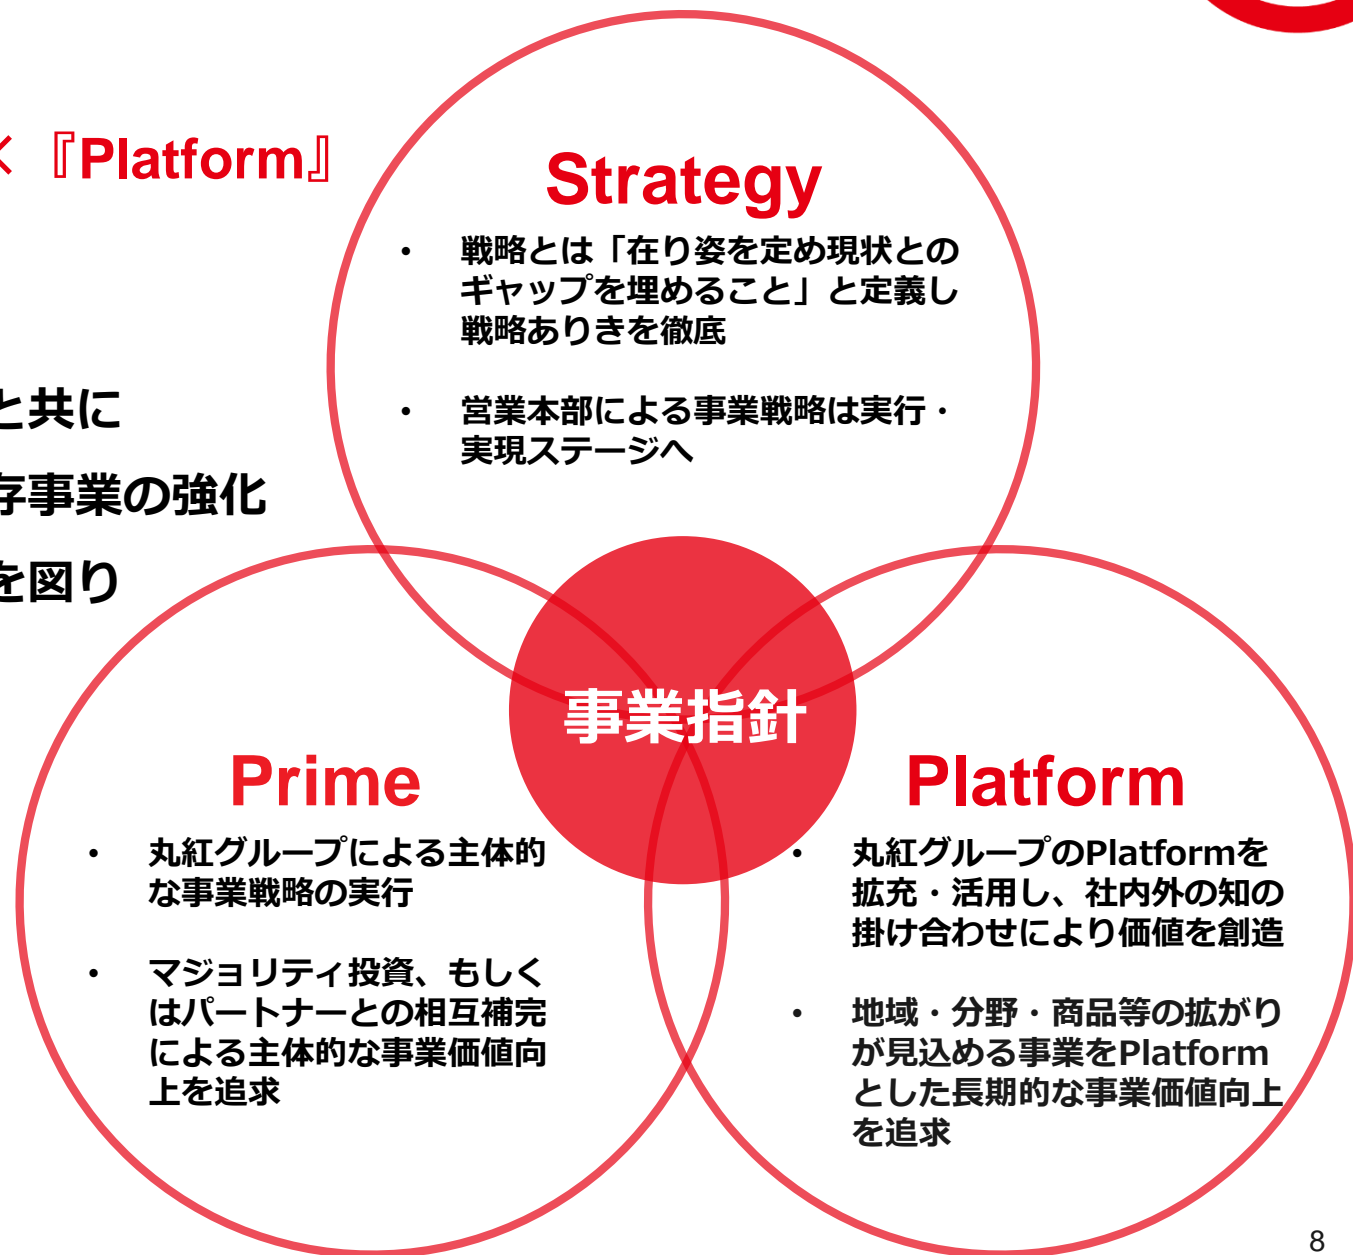 ×『Platform』
と共に
存事業の強化
を図り
Strategy
• 戦略とは「在り姿を定め現状との
ギャップを埋めること」と定義し
戦略ありきを徹底
• 営業本部による事業戦略は実行・
実現ステージへ
事業指針
Prime
• 丸紅グループによる主体的
な事業戦略の実行
• マジョリティ投資、もしく
はパートナーとの相互補完
による主体的な事業価値向
上を追求
Platform
• 丸紅グループのPlatformを
拡充・活用し、社内外の知の
掛け合わせにより価値を創造
• 地域・分野・商品等の拡がり
が見込める事業をPlatform
とした長期的な事業価値向上
を追求
8